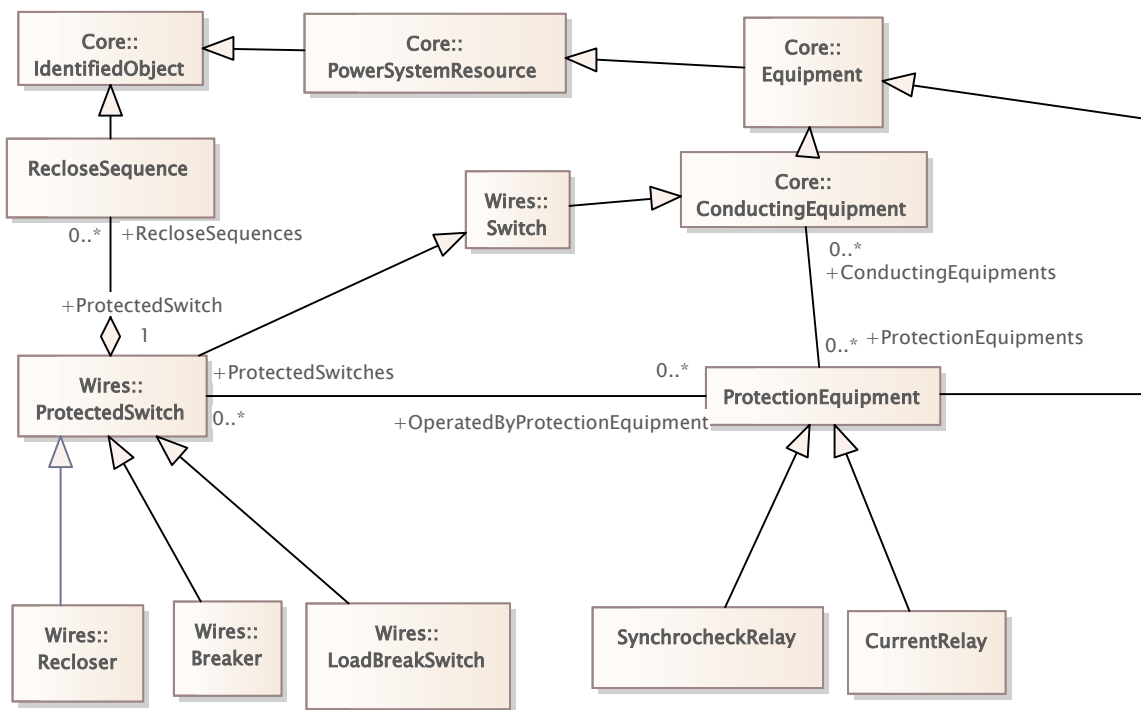 Core::
IdentifiedObject
Core::
PowerSystemResource
Core::
Equipment
RecloseSequence
Wires::
Switch
Core::
ConductingEquipment
0..*
+RecloseSequences
0..*
+ConductingEquipments
+ProtectedSwitch
1
0..*
+ProtectionEquipments
Wires::
ProtectedSwitch
+ProtectedSwitches
0..*
0..*
+OperatedByProtectionEquipment
ProtectionEquipment
Wires::
Recloser
Wires::
Breaker
Wires::
LoadBreakSwitch
SynchrocheckRelay
CurrentRelay